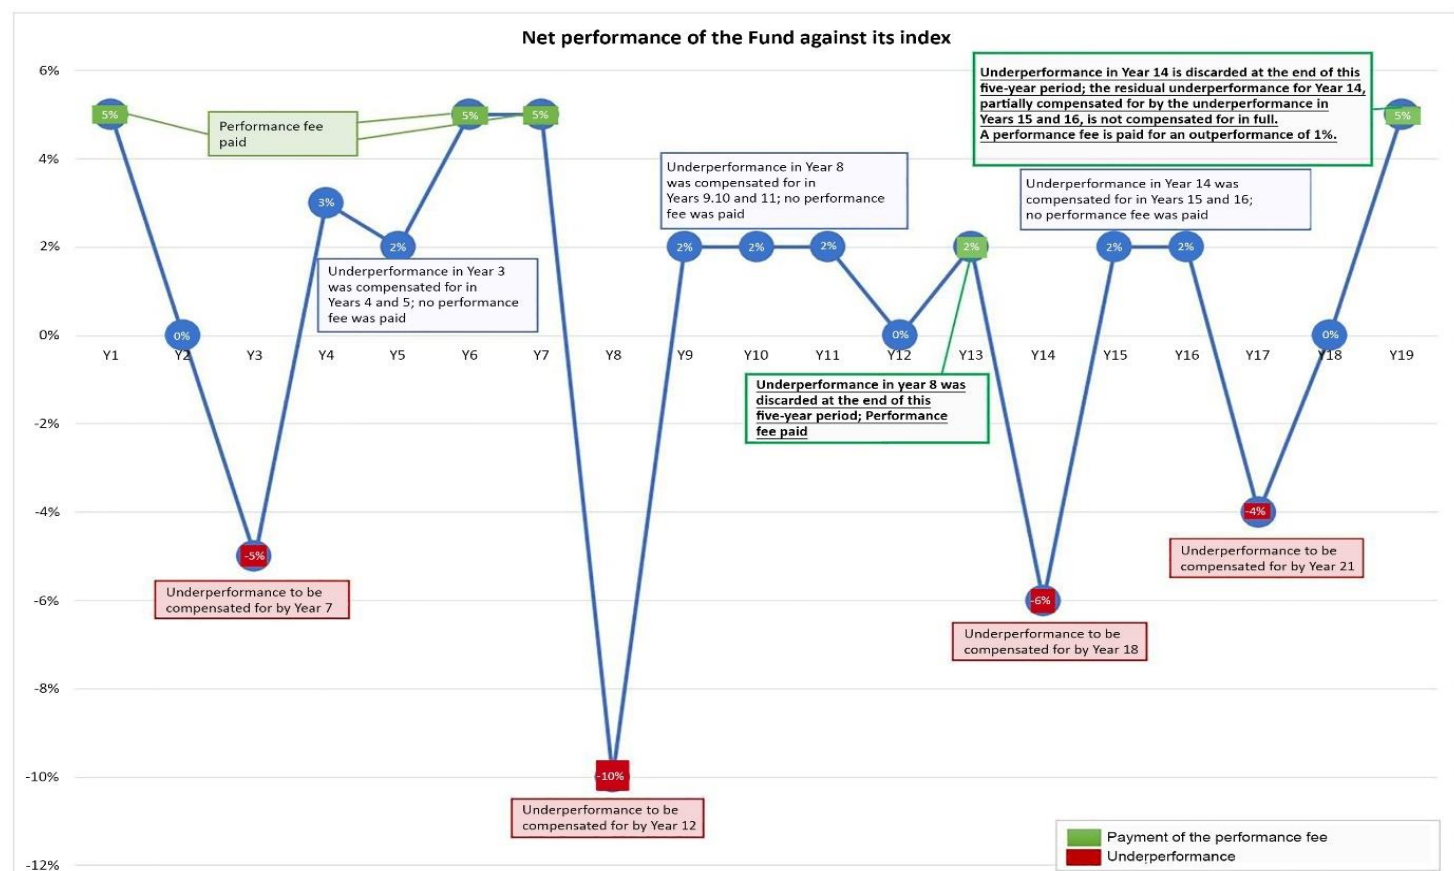 Net performance of the Fund against its index
6%
4%
2%
0%
-2%
-4%
-6%
-8%
-10%
-12%
Y1
Y2
Y3
Y4
Y5
Y6
Y7
Y8
Y9
Y10
Y11
Y12
Y13
Y14
Y15
Y16
Y17
Y18
Y19
5%
0%
-5%
3%
2%
5%
5%
-10%
2%
2%
2%
0%
2%
-6%
2%
2%
-4%
0%
5%
Performance fee
paid
Underperformance to be
compensated for by Year 7
Underperformance in Year 3
was compensated for in
Years 4 and 5; no performance
fee was paid
Underperformance to be
compensated for by Year 12
Underperformance in Year 8
was compensated for in
Years 9.10 and 11; no performance
fee was paid
Underperformance in year 8 was
discarded at the end of this
five-year period; Performance
fee paid
Underperformance to be
compensated for by Year 18
Underperformance in Year 14 was
compensated for in Years 15 and 16;
no performance fee was paid
Underperformance to be
compensated for by Year 21
Underperformance in Year 14 is discarded at the end of this
five-year period; the residual underperformance for Year 14,
partially compensated for by the underperformance in
Years 15 and 16, is not compensated for in full.
A performance fee is paid for an outperformance of 1%.
Payment of the performance fee
Underperformance